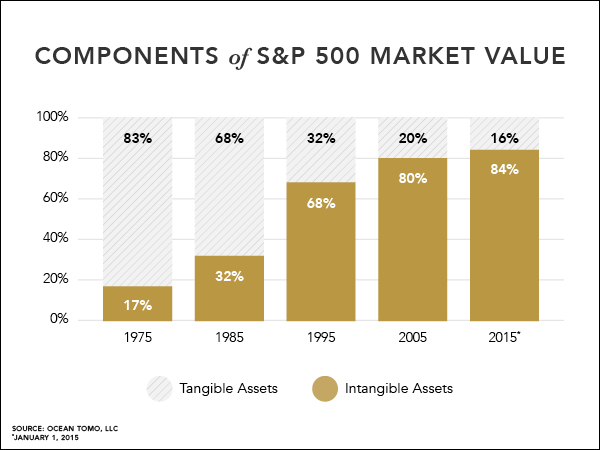 COMPONENTS of S&P 500 MARKET VALUE
100%
80%
60%
40%
20%
0%
83% 68% 32% 20% 16%
17% 32% 68% 80% 84%
1975 1985 1995 2005 2015*
Tangible Assets Intangible Assets
SOURCE: OCEAN TOMO, LLC
*JANUARY 1, 2015